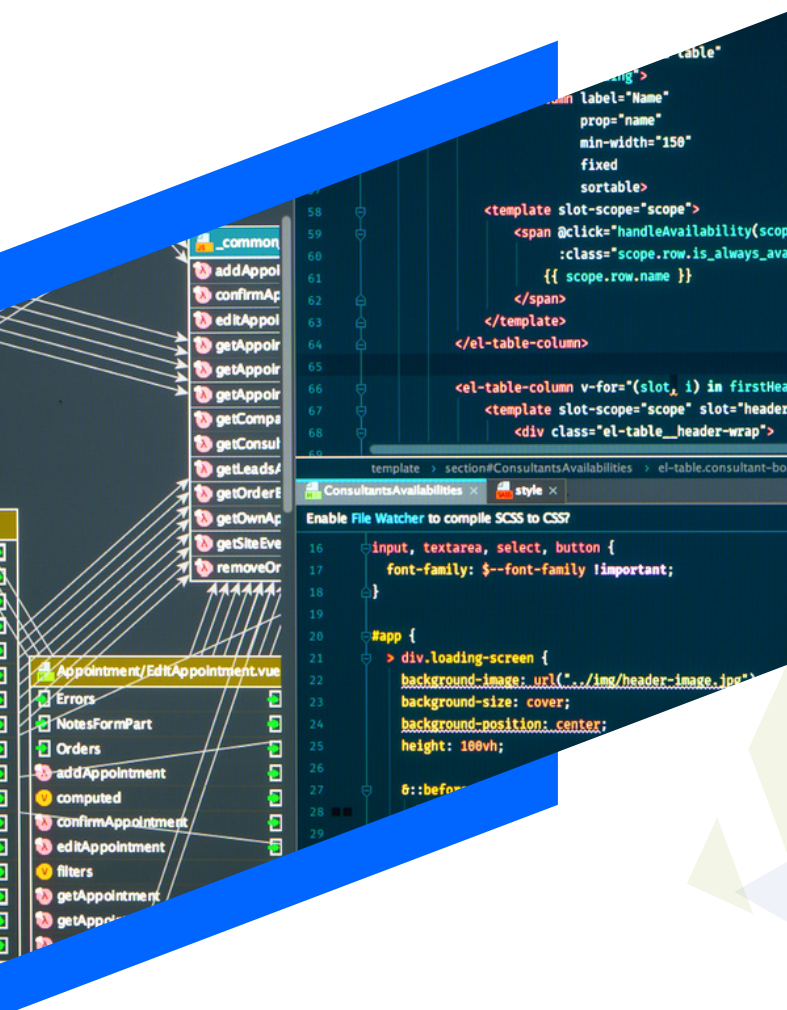 _common
addAppoi
confirmAp
editAppoi
getAppoin
getAppoin
getAppoin
getCompa
getConsul
getLeadsA
getOrderE
getOwnAp
getSiteEve
removeOr
Appointment/EditAppointment.vue
Errors
NotesFormPart
Orders
addAppointment
computed
confirmAppointment
editAppointment
filters
getAppointment
table"
ing">
mn label="Name"
prop="name"
min-width="150"
fixed
sortable>
58 <template slot-scope="scope">
59 <span @click="handleAvailability(scop
60 :class="scope.row.is_always_ava
61 {{ scope.row.name }}
62 </span>
63 </template>
64 </el-table-column>
65
66 <el-table-column v-for="(slot, i) in firstHea
67 <template slot-scope="scope" slot="header
68 <div class="el-table__header-wrap">
69
template › section#ConsultantsAvailabilities › el-table.consultant-bo
ConsultantsAvailabilities × style ×
Enable File Watcher to compile SCSS to CSS?
16 input, textarea, select, button {
17 font-family: $--font-family !important;
18 }
19
20 #app {
21 > div.loading-screen {
22 background-image: url("../img/header-image.jpg")
23 background-size: cover;
24 background-position: center;
25 height: 100vh;
26
27 &::before
28
29